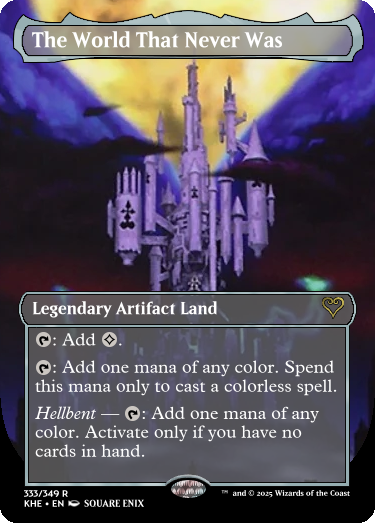 The World That Never Was
Legendary Artifact Land
: Add .
: Add one mana of any color. Spend
this mana only to cast a colorless spell.
Hellbent — : Add one mana of any
color. Activate only if you have no
cards in hand.
333/349 R
KHE • EN SQUARE ENIX
™ and © 2025 Wizards of the Coast